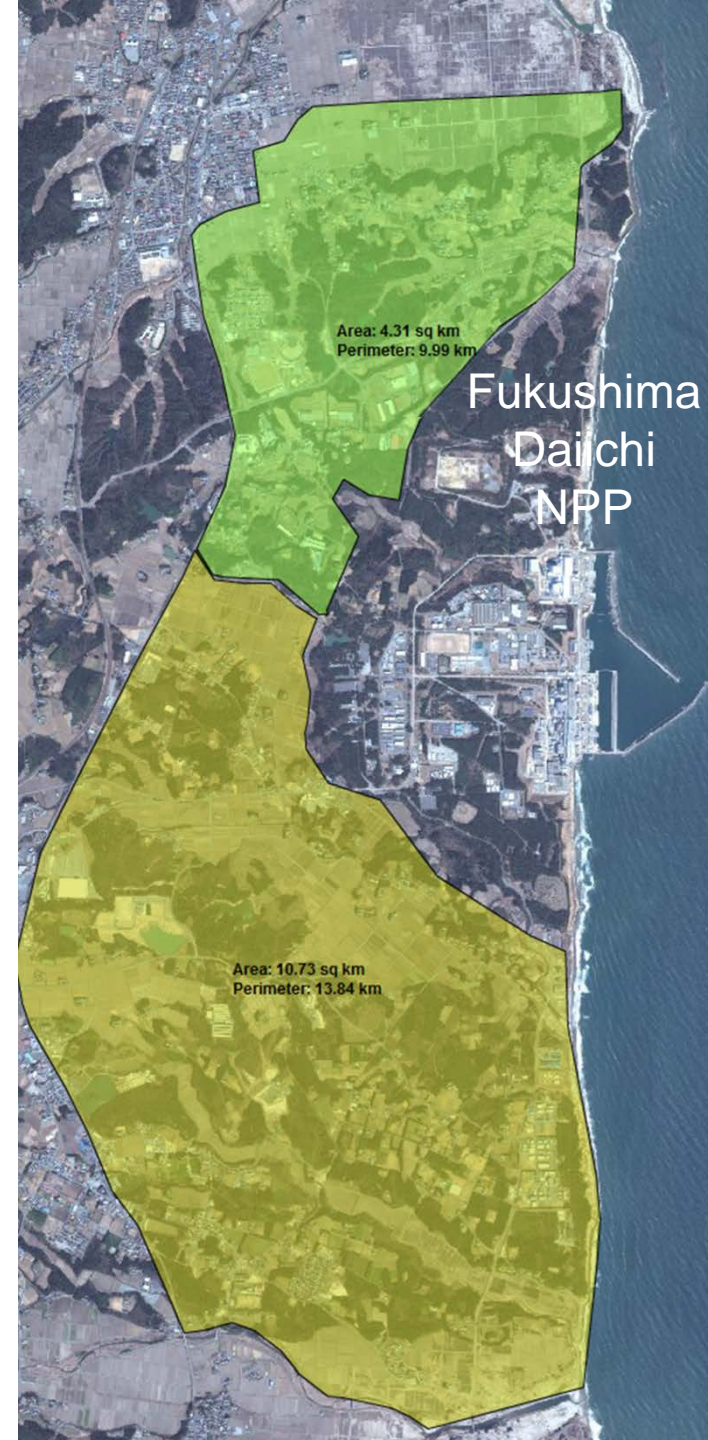 Area: 4.31 sq km
Perimeter: 9.99 km
Fukushima
Daiichi
NPP
Area: 10.73 sq km
Perimeter: 13.84 km